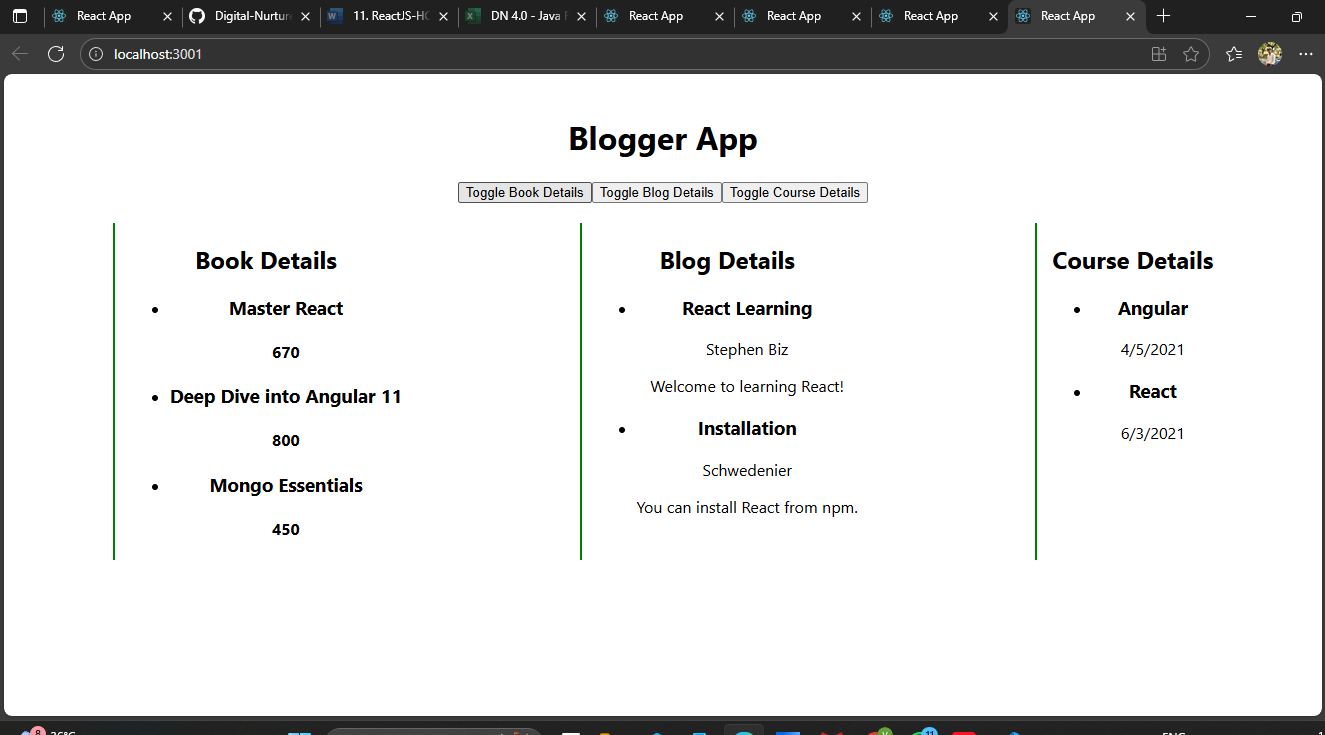 React App
Digital-Nurtur
11. ReactJS-HO
DN 4.0 - Java F
React App
React App
React App
React App
localhost:3001
Blogger App
Toggle Book Details Toggle Blog Details Toggle Course Details
Book Details
Master React
670
Deep Dive into Angular 11
800
Mongo Essentials
450
Blog Details
React Learning
Stephen Biz
Welcome to learning React!
Installation
Schwedenier
You can install React from npm.
Course Details
Angular
4/5/2021
React
6/3/2021
8
11